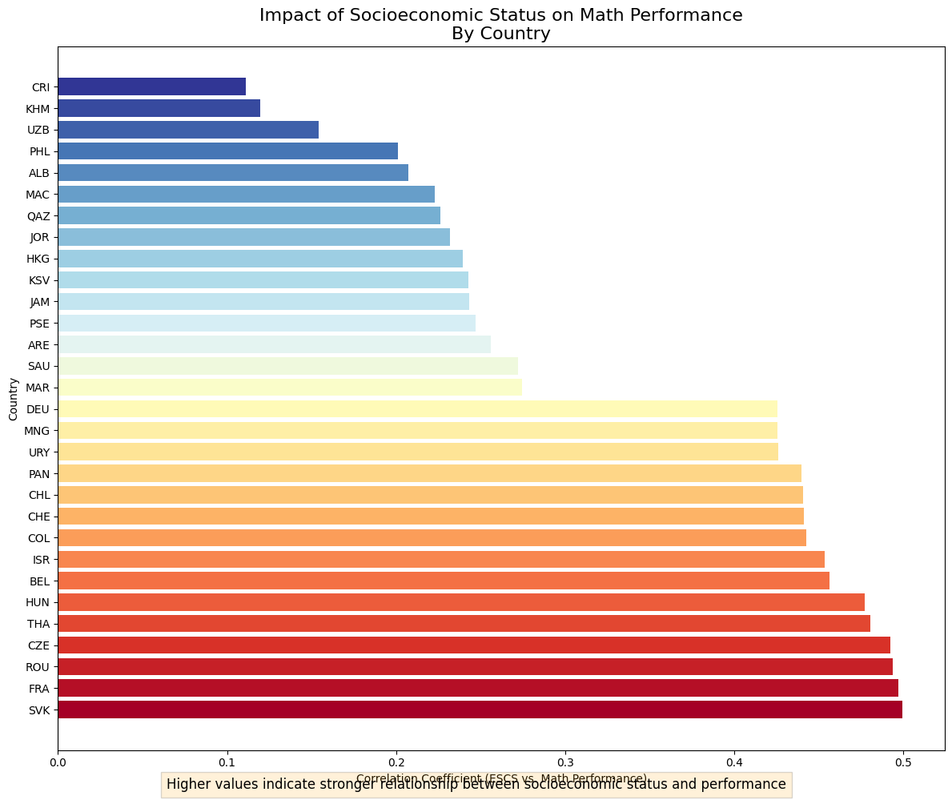 Impact of Socioeconomic Status on Math Performance
By Country
CRI
KHM
UZB
PHL
ALB
MAC
QAZ
JOR
HKG
KSV
JAM
PSE
ARE
SAU
MAR
DEU
MNG
URY
PAN
CHL
CHE
COL
ISR
BEL
HUN
THA
CZE
ROU
FRA
SVK
Country
0.0 0.1 0.2 0.3 0.4 0.5
Correlation Coefficient (ESCS vs. Math Performance)
Higher values indicate stronger relationship between socioeconomic status and performance